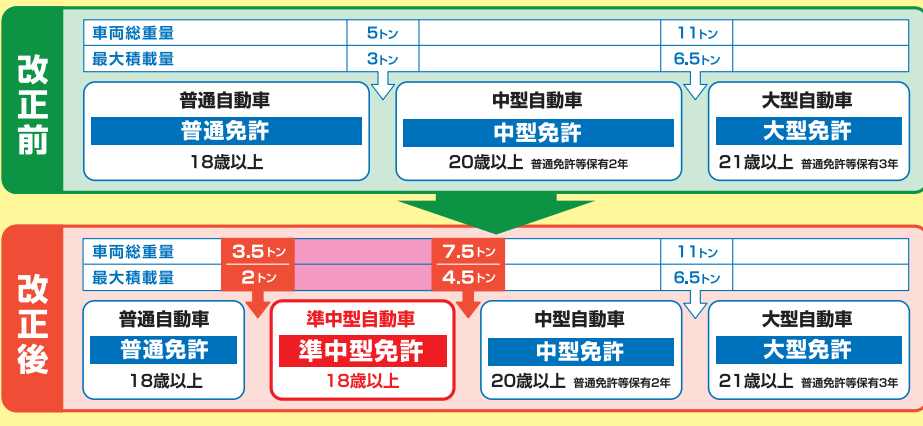 改正前
車両総重量 5トン 11トン
最大積載量 3トン 6.5トン
普通自動車 中型自動車 大型自動車
普通免許 中型免許 大型免許
18歳以上 20歳以上 普通免許等保有2年 21歳以上 普通免許等保有3年
改正後
車両総重量 3.5トン 7.5トン 11トン
最大積載量 2トン 4.5トン 6.5トン
普通自動車 準中型自動車 中型自動車 大型自動車
普通免許 準中型免許 中型免許 大型免許
18歳以上 18歳以上 20歳以上 普通免許等保有2年 21歳以上 普通免許等保有3年